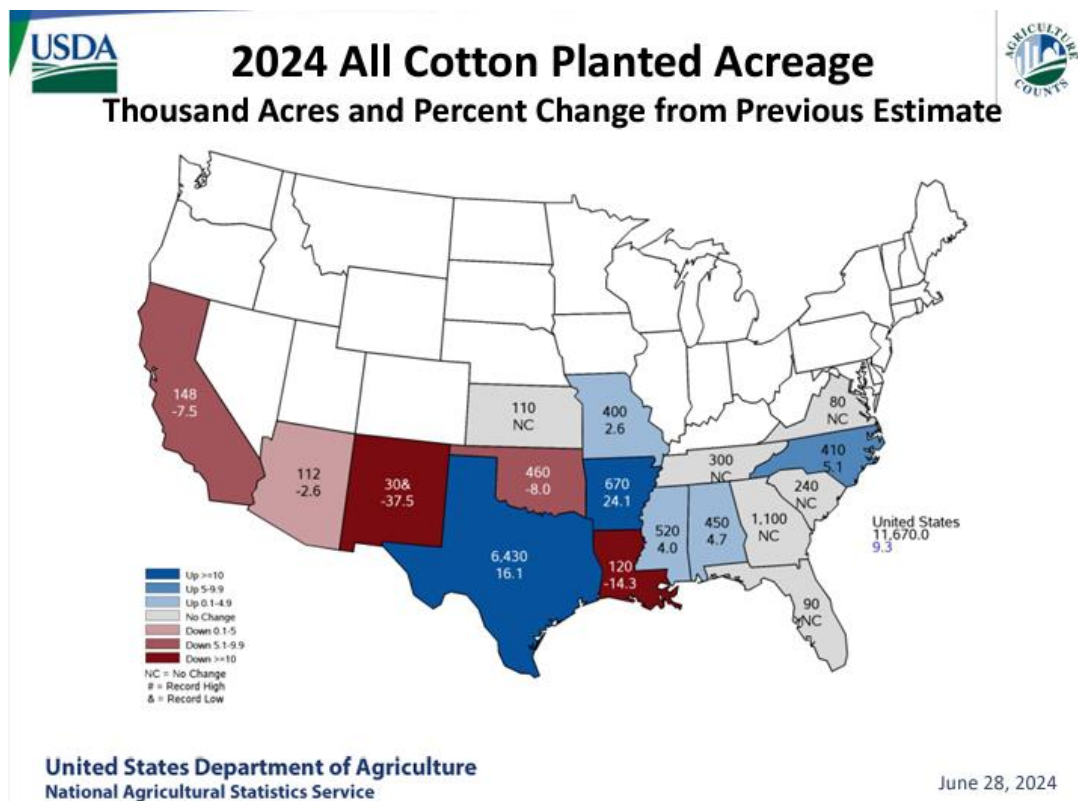 USDA
AGRICULTURE
COUNTS
2024 All Cotton Planted Acreage
Thousand Acres and Percent Change from Previous Estimate
148
-7.5
112
-2.6
30&
-37.5
110
NC
460
-8.0
6,430
16.1
400
2.6
670
24.1
120
-14.3
300
NC
520
4.0
450
4.7
1,100
NC
80
NC
410
5.1
240
NC
90
NC
United States
11,670.0
9.3
Up >=10
Up 5-9.9
Up 0.1-4.9
No Change
Down 0.1-5
Down 5.1-9.9
Down >=10
NC = No Change
# = Record High
& = Record Low
United States Department of Agriculture
National Agricultural Statistics Service
June 28, 2024